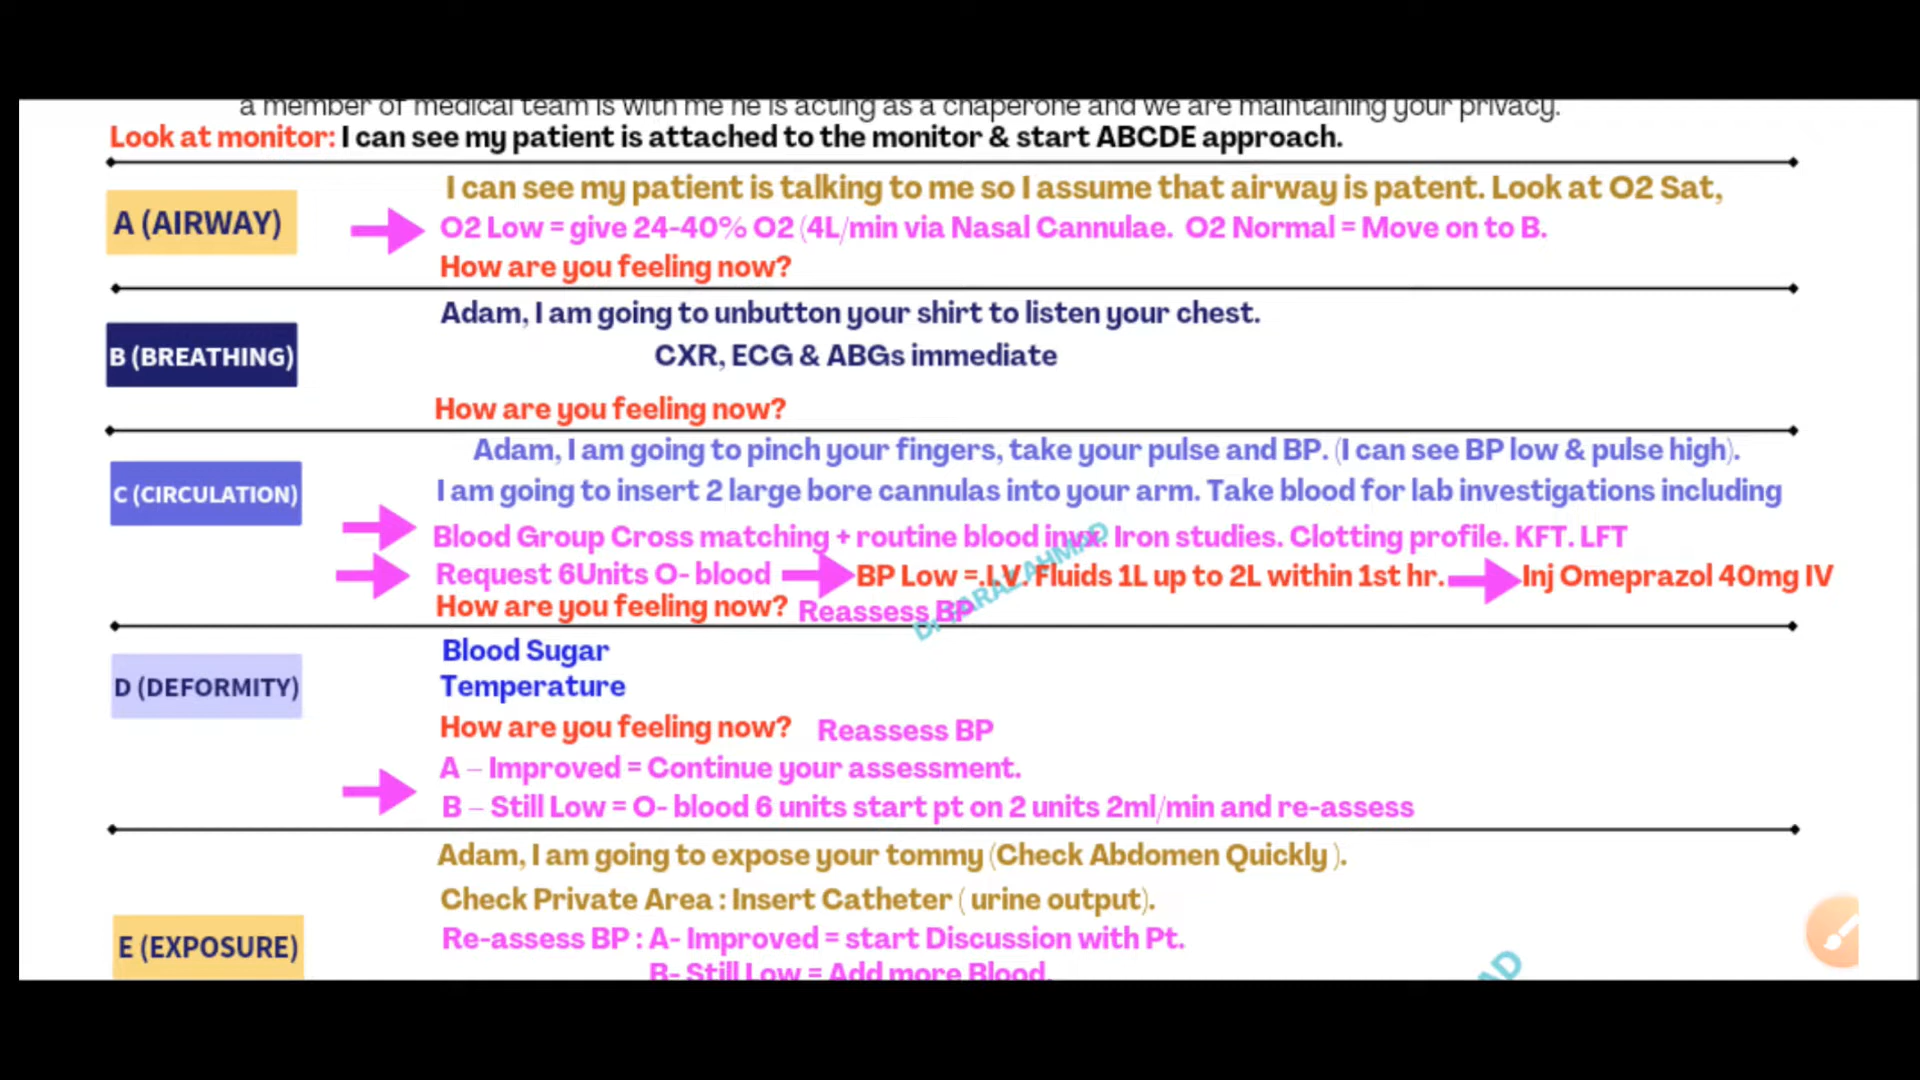 a member of medical team is with me he is acting as a chaperone and we are maintaining your privacy.
Look at monitor: I can see my patient is attached to the monitor & start ABCDE approach.
I can see my patient is talking to me so I assume that airway is patent. Look at O2 Sat,
A (AIRWAY)
O2 Low = give 24-40% O2 (4L/min via Nasal Cannulae. O2 Normal = Move on to B.
How are you feeling now?
Adam, I am going to unbutton your shirt to listen your chest.
B (BREATHING)
CXR, ECG & ABGs immediate
How are you feeling now?
Adam, I am going to pinch your fingers, take your pulse and BP. (I can see BP low & pulse high).
C (CIRCULATION)
I am going to insert 2 large bore cannulas into your arm. Take blood for lab investigations including
Blood Group Cross matching + routine blood invx. Iron studies. Clotting profile. KFT. LFT
Request 6Units O- blood BP Low =.I.V. Fluids 1L up to 2L within 1st hr. Inj Omeprazol 40mg IV
How are you feeling now? Reassess BP
Blood Sugar
D (DEFORMITY)
Temperature
How are you feeling now? Reassess BP
A – Improved = Continue your assessment.
B – Still Low = O- blood 6 units start pt on 2 units 2ml/min and re-assess
Adam, I am going to expose your tommy (Check Abdomen Quickly ).
Check Private Area : Insert Catheter ( urine output).
E (EXPOSURE)
Re-assess BP : A- Improved = start Discussion with Pt.
B- Still Low = Add more Blood.